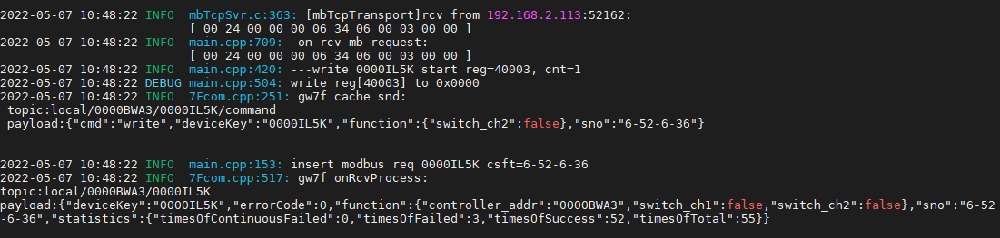 2022-05-07 10:48:22 INFO  mbTcpSvr.c:363: [mbTcpTransport]rcv from 192.168.2.113:52162:
[ 00 24 00 00 00 06 34 06 00 03 00 00 ]
2022-05-07 10:48:22 INFO  main.cpp:709:  on rcv mb request:
[ 00 24 00 00 00 06 34 06 00 03 00 00 ]
2022-05-07 10:48:22 INFO  main.cpp:420: ---write 0000IL5K start reg=40003, cnt=1
2022-05-07 10:48:22 DEBUG main.cpp:504: write reg[40003] to 0x0000
2022-05-07 10:48:22 INFO  7Fcom.cpp:251: gw7f cache snd:
topic:local/0000BWA3/0000IL5K/command
payload:{"cmd":"write","deviceKey":"0000IL5K","function":{"switch_ch2":false},"sno":"6-52-6-36"}
2022-05-07 10:48:22 INFO  main.cpp:153: insert modbus req 0000IL5K csft=6-52-6-36
2022-05-07 10:48:22 INFO  7Fcom.cpp:517: gw7f onRcvProcess:
topic:local/0000BWA3/0000IL5K
payload:{"deviceKey":"0000IL5K","errorCode":0,"function":{"controller_addr":"0000BWA3","switch_ch1":false,"switch_ch2":false},"sno":"6-52
-6-36","statistics":{"timesOfContinuousFailed":0,"timesOfFailed":3,"timesOfSuccess":52,"timesOfTotal":55}}